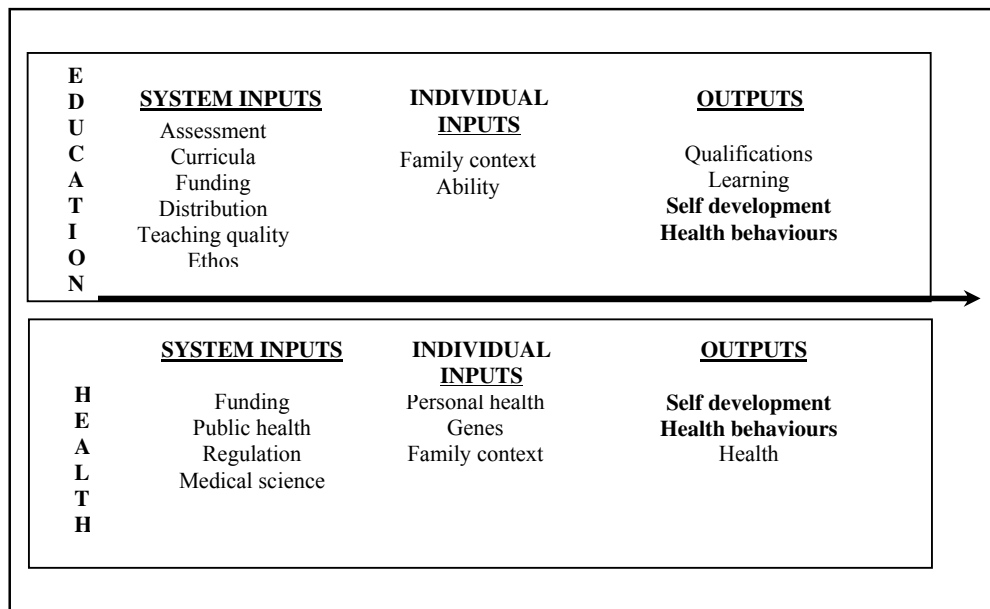 EDUCATION
SYSTEM INPUTS
Assessment
Curricula
Funding
Distribution
Teaching quality
Ethos
INDIVIDUAL
INPUTS
Family context
Ability
OUTPUTS
Qualifications
Learning
Self development
Health behaviours
HEALTH
SYSTEM INPUTS
Funding
Public health
Regulation
Medical science
INDIVIDUAL
INPUTS
Personal health
Genes
Family context
OUTPUTS
Self development
Health behaviours
Health